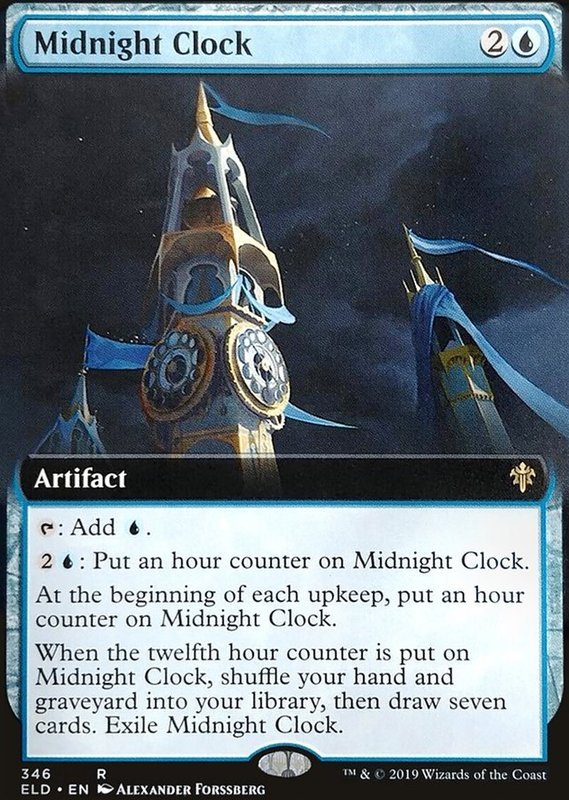 Midnight Clock 2
Artifact
: Add .
2 : Put an hour counter on Midnight Clock.
At the beginning of each upkeep, put an hour
counter on Midnight Clock.
When the twelfth hour counter is put on
Midnight Clock, shuffle your hand and
graveyard into your library, then draw seven
cards. Exile Midnight Clock.
346 R
ELD • EN ALEXANDER FORSSBERG
™ & © 2019 Wizards of the Coast